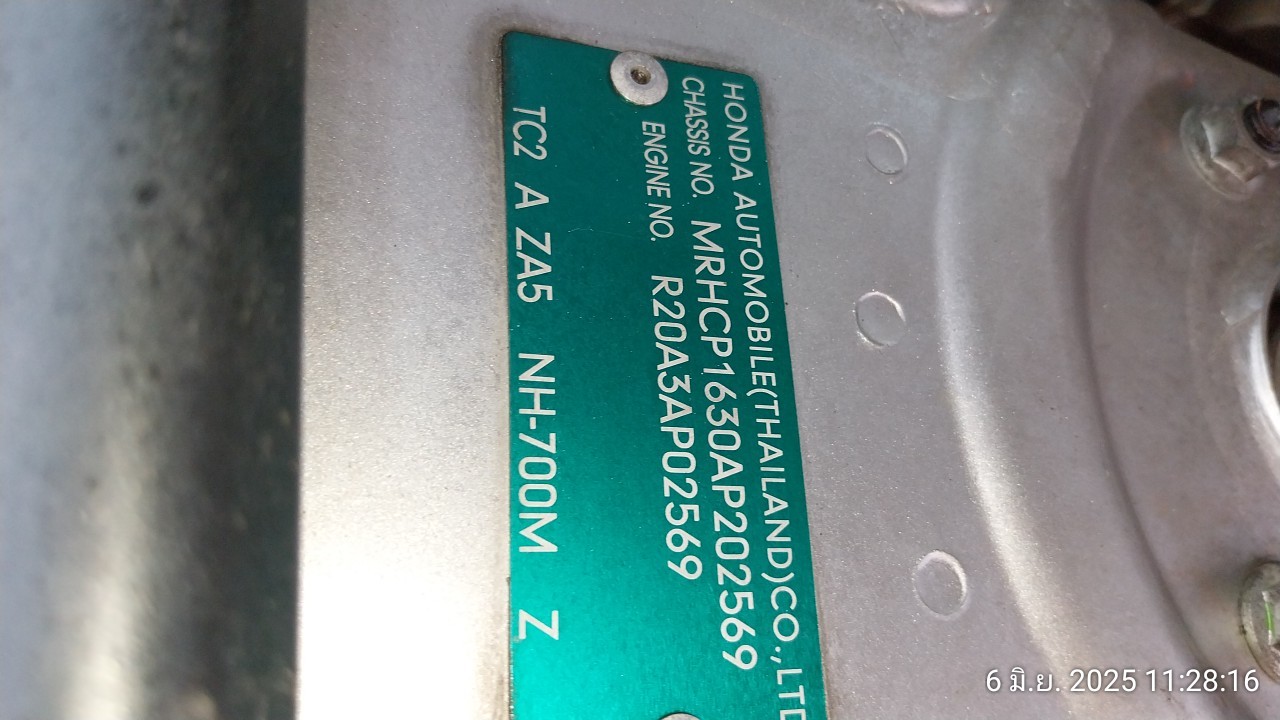 HONDA AUTOMOBILE(THAILAND)CO.,LTD
CHASSIS NO. MRHCP1630AP202569
ENGINE NO. R20A3AP02569
TC2 A ZA5 NH-700M Z
6 มิ.ย. 2025 11:28:16